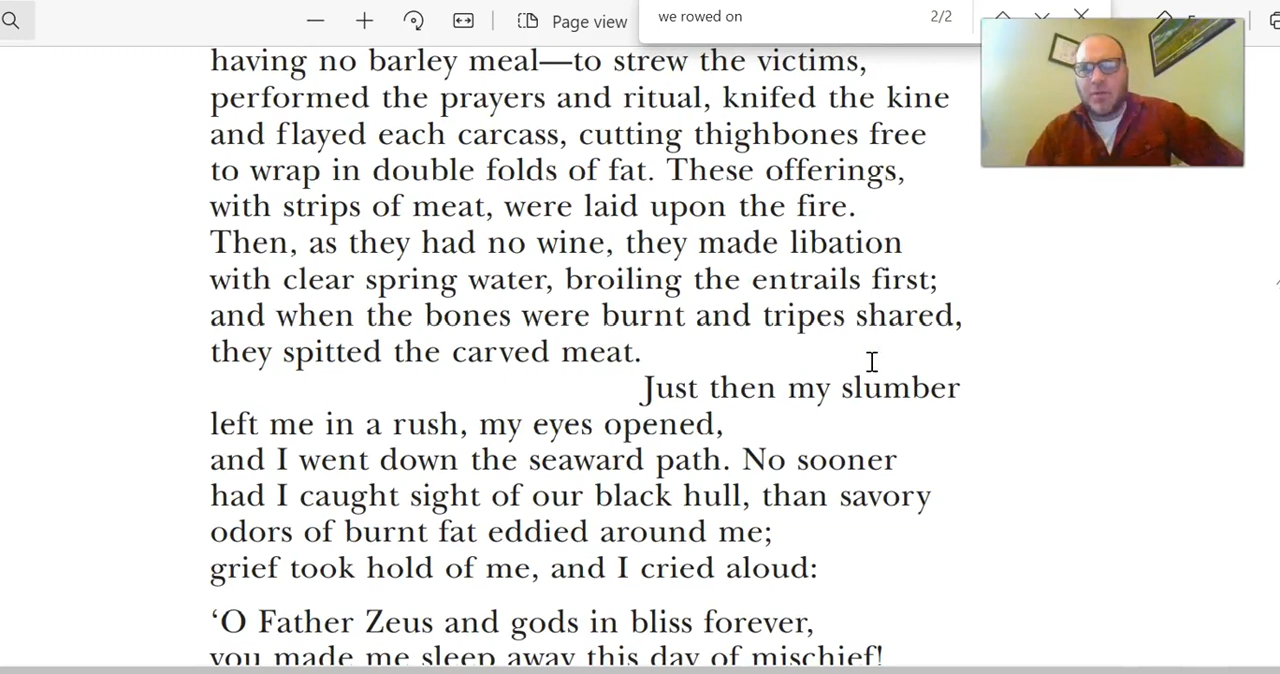 Page view
we rowed on
2/2
having no barley meal—to strew the victims,
performed the prayers and ritual, knifed the kine
and flayed each carcass, cutting thighbones free
to wrap in double folds of fat. These offerings,
with strips of meat, were laid upon the fire.
Then, as they had no wine, they made libation
with clear spring water, broiling the entrails first;
and when the bones were burnt and tripes shared,
they spitted the carved meat.
Just then my slumber
left me in a rush, my eyes opened,
and I went down the seaward path. No sooner
had I caught sight of our black hull, than savory
odors of burnt fat eddied around me;
grief took hold of me, and I cried aloud:
‘O Father Zeus and gods in bliss forever,
you made me sleep away this day of mischief!